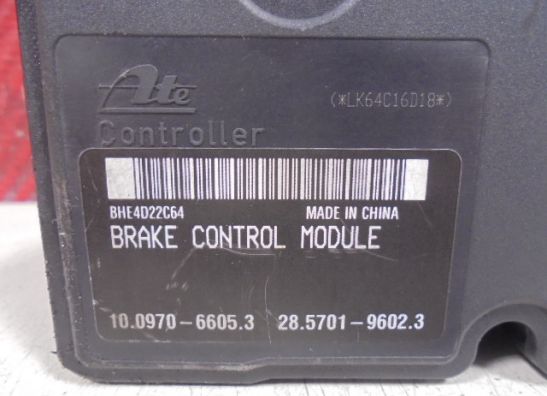 Ate
(*LK64C16D18*)
Controller
BHE4D22C64 MADE IN CHINA
BRAKE CONTROL MODULE
10.0970-6605.3 28.5701-9602.3